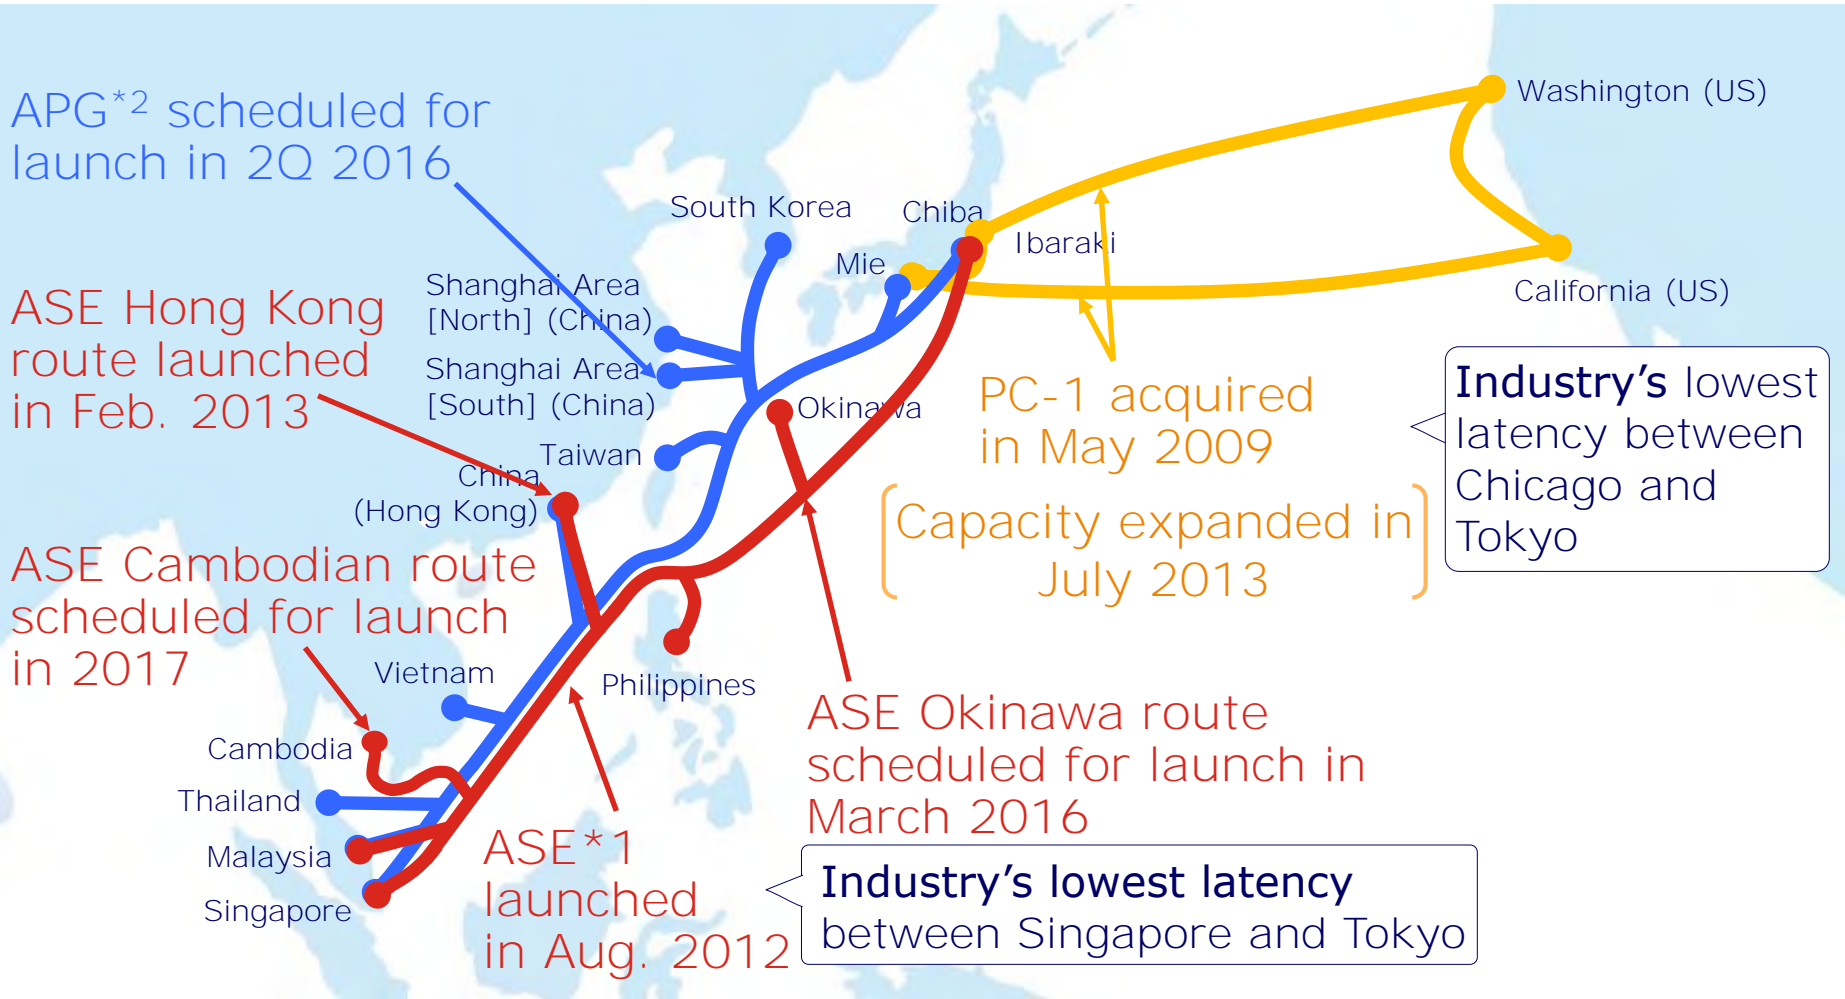 APG*2 scheduled for
launch in 2Q 2016
Washington (US)
South Korea
Chiba
Ibaraki
Mie
Shanghai Area
[North] (China)
California (US)
ASE Hong Kong
route launched
in Feb. 2013
Shanghai Area
[South] (China)
Okinawa
PC-1 acquired
in May 2009
Capacity expanded in
July 2013
Industry’s lowest
latency between
Chicago and
Tokyo
Taiwan
China
(Hong Kong)
ASE Cambodian route
scheduled for launch
in 2017
Vietnam
Philippines
Cambodia
Thailand
Malaysia
Singapore
ASE Okinawa route
scheduled for launch in
March 2016
ASE*1
launched
in Aug. 2012
Industry’s lowest latency
between Singapore and Tokyo